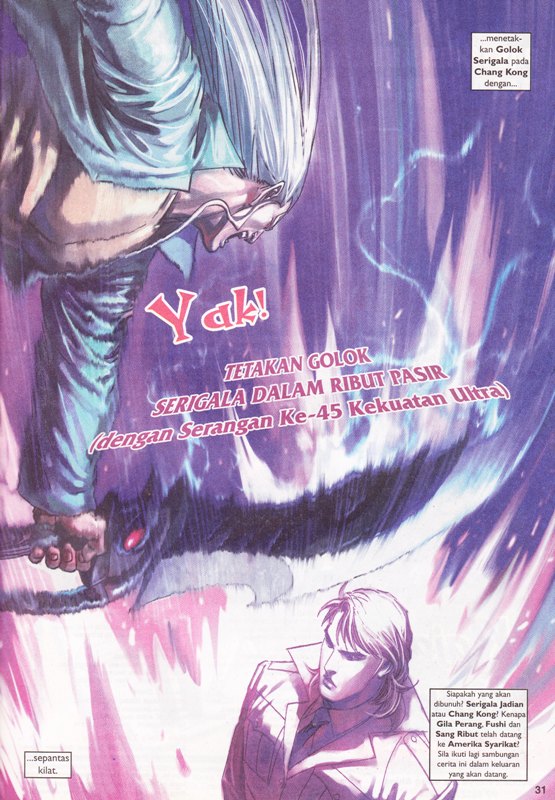 ...menetak-
kan Golok
Serigala pada
Chang Kong
dengan...
Yak!
TETAKAN GOLOK
SERIGALA DALAM RIBUT PASIR
(dengan Serangan Ke-45 Kekuatan Ultra)
...sepantas
kilat.
Siapakah yang akan
dibunuh? Serigala Jadian
atau Chang Kong? Kenapa
Gila Perang, Fushi dan
Sang Ribut telah datang
ke Amerika Syarikat?
Sila ikuti lagi sambungan
cerita ini dalam keluaran
yang akan datang.
31